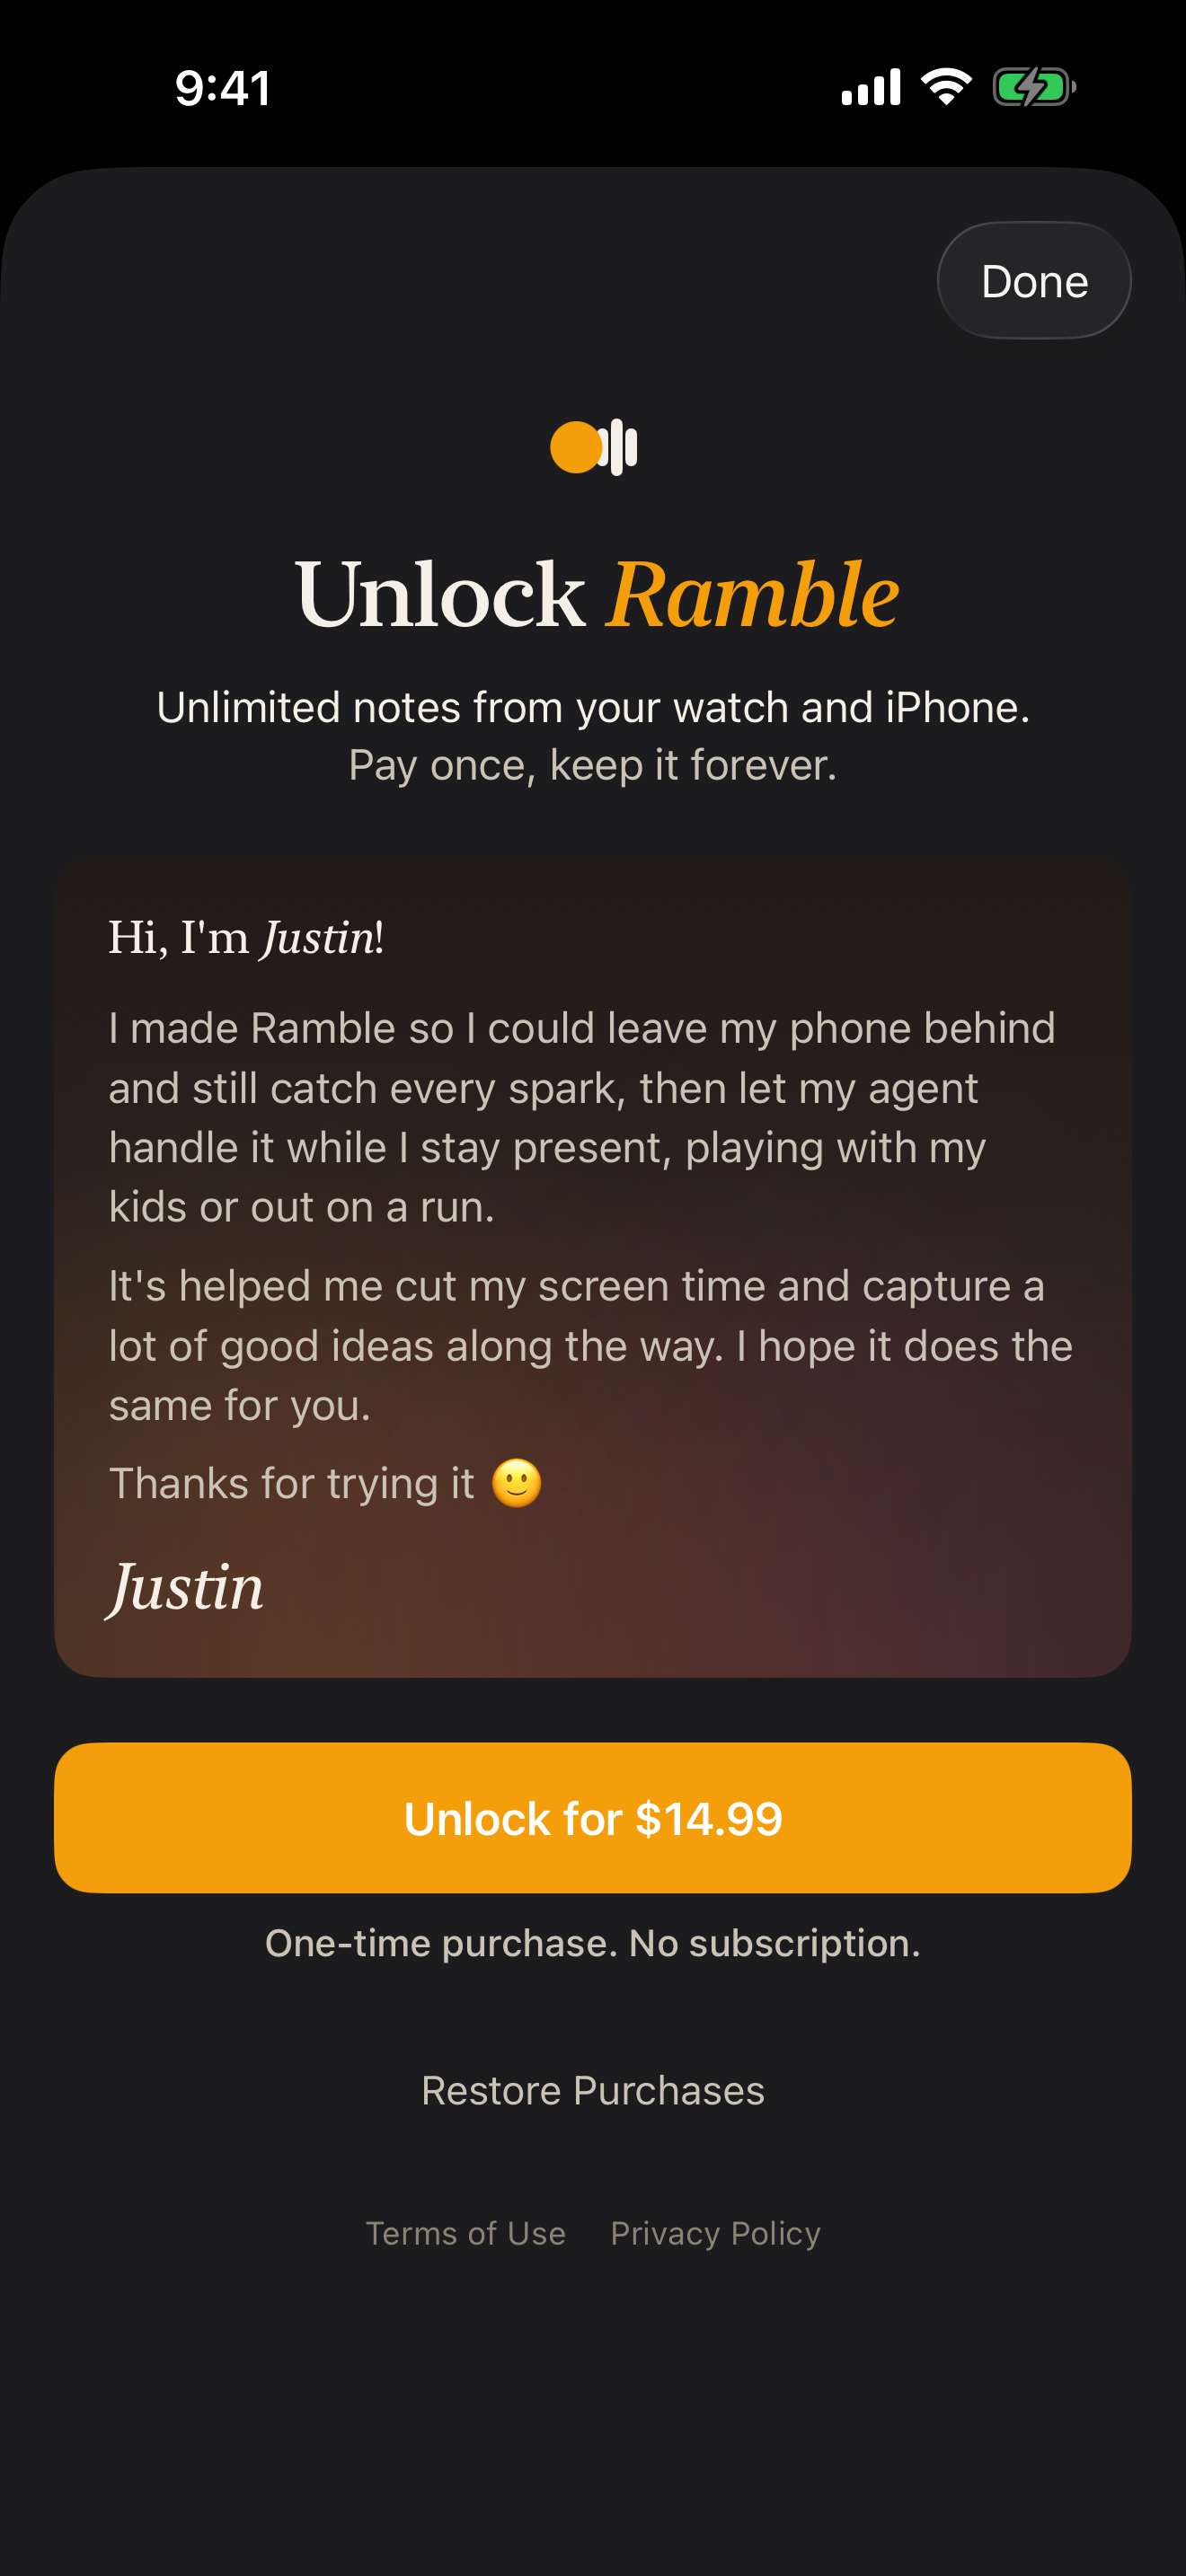 9:41
Done
Unlock Ramble
Unlimited notes from your watch and iPhone.
Pay once, keep it forever.
Hi, I'm Justin!
I made Ramble so I could leave my phone behind
and still catch every spark, then let my agent
handle it while I stay present, playing with my
kids or out on a run.
It's helped me cut my screen time and capture a
lot of good ideas along the way. I hope it does the
same for you.
Thanks for trying it 🙂
Justin
Unlock for $14.99
One-time purchase. No subscription.
Restore Purchases
Terms of Use Privacy Policy